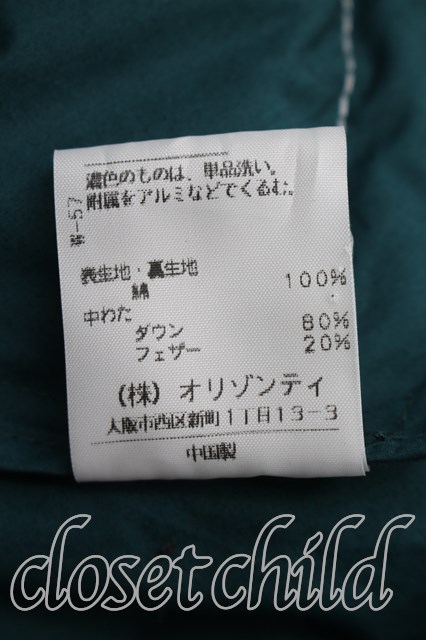 濃色のものは、単品洗い。
附属をアルミなどでくるむ。
W-57
表生地・裏生地
綿 100%
中わた
ダウン 80%
フェザー 20%
(株) オリゾンティ
大阪市西区新町1丁目13-3
中国製
closet child